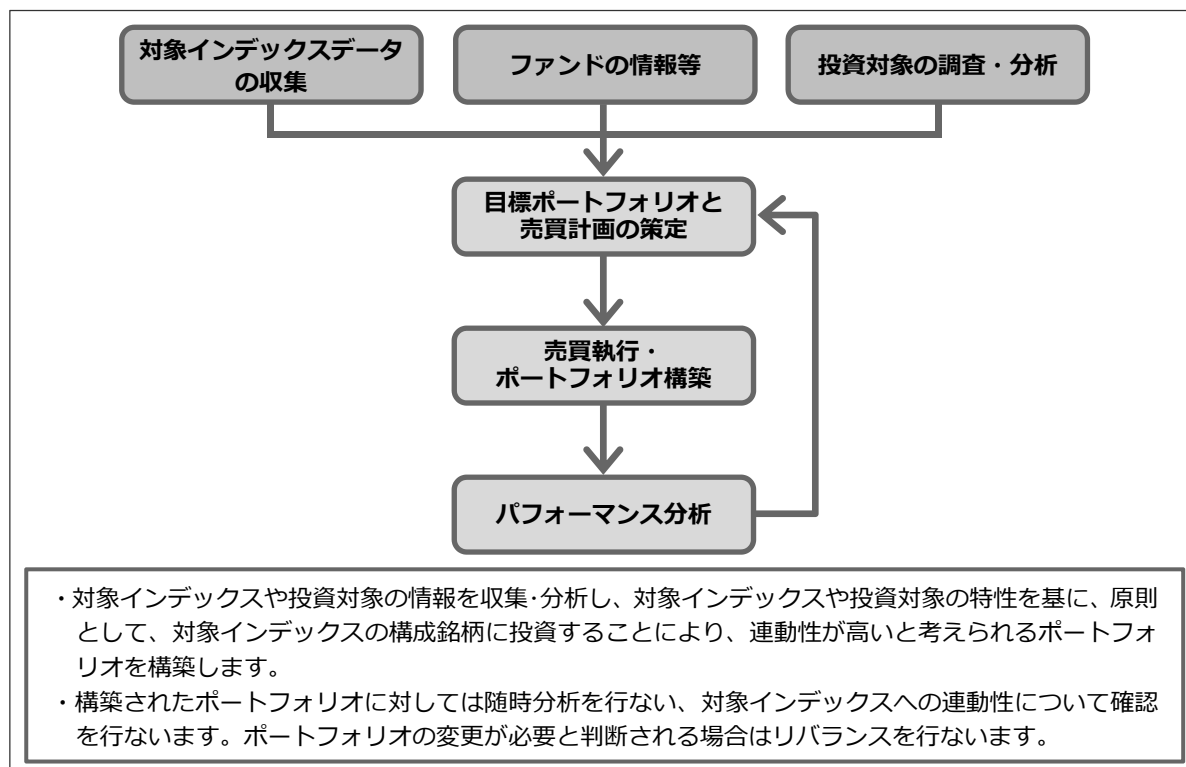 対象インデックスデータ
の収集
ファンドの情報等
投資対象の調査・分析
目標ポートフォリオと
売買計画の策定
売買執行・
ポートフォリオ構築
パフォーマンス分析
・対象インデックスや投資対象の情報を収集･分析し、対象インデックスや投資対象の特性を基に、原則
として、対象インデックスの構成銘柄に投資することにより、連動性が高いと考えられるポートフォ
リオを構築します。
・構築されたポートフォリオに対しては随時分析を行ない、対象インデックスへの連動性について確認
を行ないます。ポートフォリオの変更が必要と判断される場合はリバランスを行ないます。